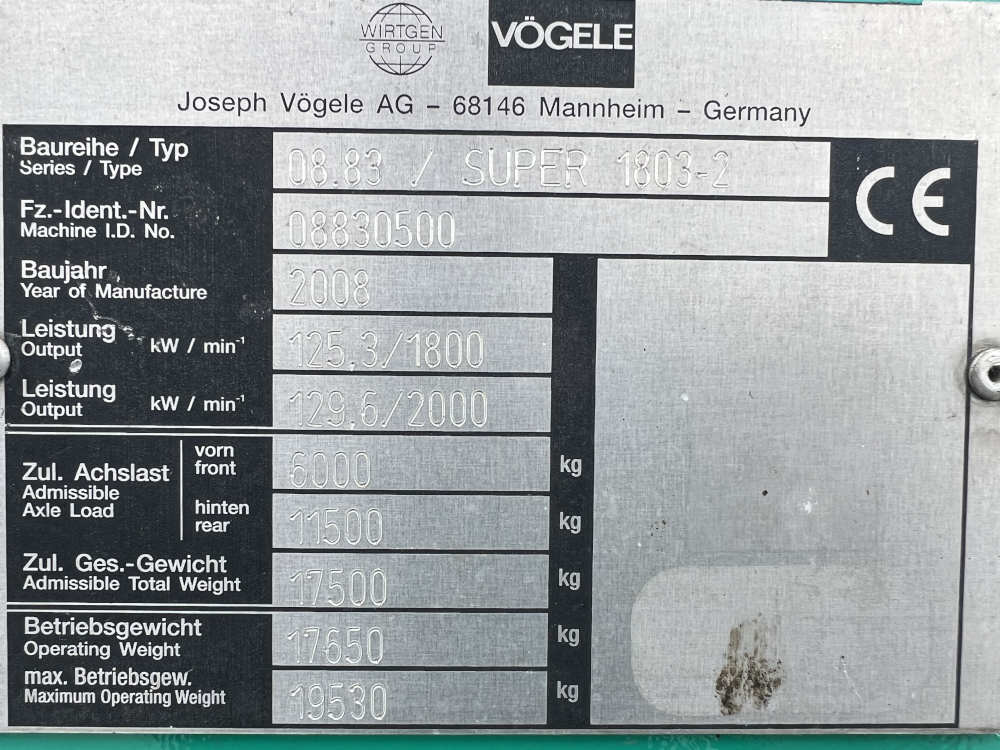 WIRTGEN
GROUP
VÖGELE
Joseph Vögele AG – 68146 Mannheim – Germany
Baureihe / Typ
Series / Type
08.83 / SUPER 1803-2
CE
Fz.-Ident.-Nr.
Machine I.D. No.
08830500
Baujahr
Year of Manufacture
2008
Leistung
Output kW / min⁻¹
125,3/1800
Leistung
Output kW / min⁻¹
129,6/2000
Zul. Achslast
Admissible
Axle Load
vorn
front
6000 kg
hinten
rear
11500 kg
Zul. Ges.-Gewicht
Admissible Total Weight
17500 kg
Betriebsgewicht
Operating Weight
17650 kg
max. Betriebsgew.
Maximum Operating Weight
19530 kg